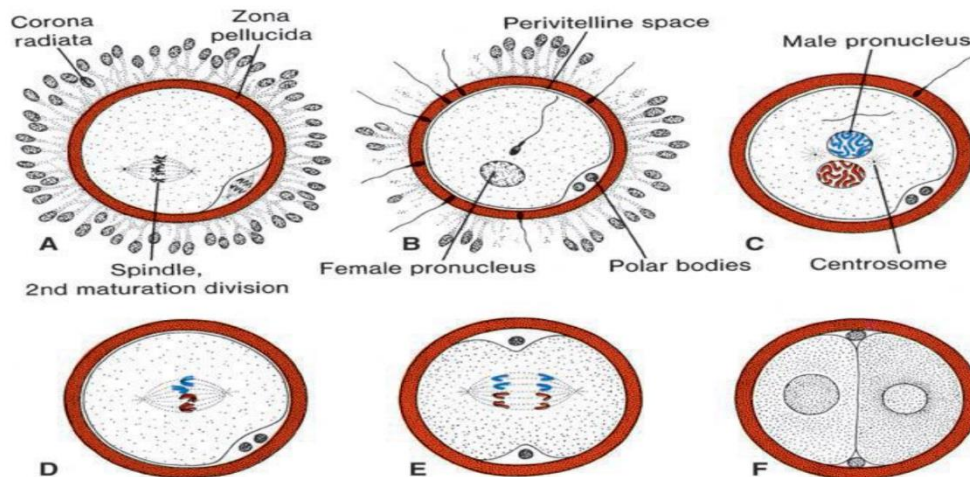 Corona
radiata
Zona
pellucida
Perivitelline space
Male pronucleus
A
B
C
Spindle,
2nd maturation division
Female pronucleus
Polar bodies
Centrosome
D
E
F